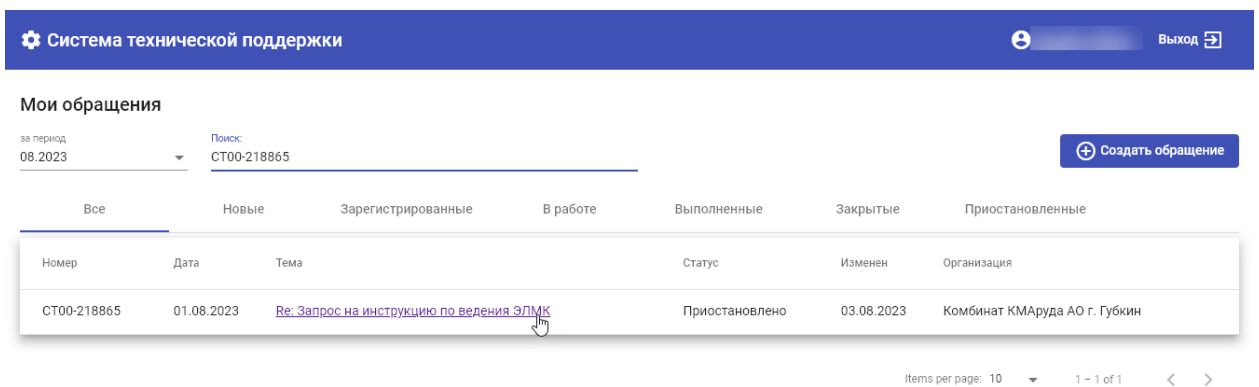 Система технической поддержки
Выход
Мои обращения
за период
08.2023
Поиск:
СТ00-218865
Создать обращение
Все Новые Зарегистрированные В работе Выполненные Закрытые Приостановленные
Номер Дата Тема Статус Изменен Организация
СТ00-218865 01.08.2023 Re: Запрос на инструкцию по ведения ЭЛМК Приостановлено 03.08.2023 Комбинат КМАруда АО г. Губкин
Items per page: 10 1 – 1 of 1